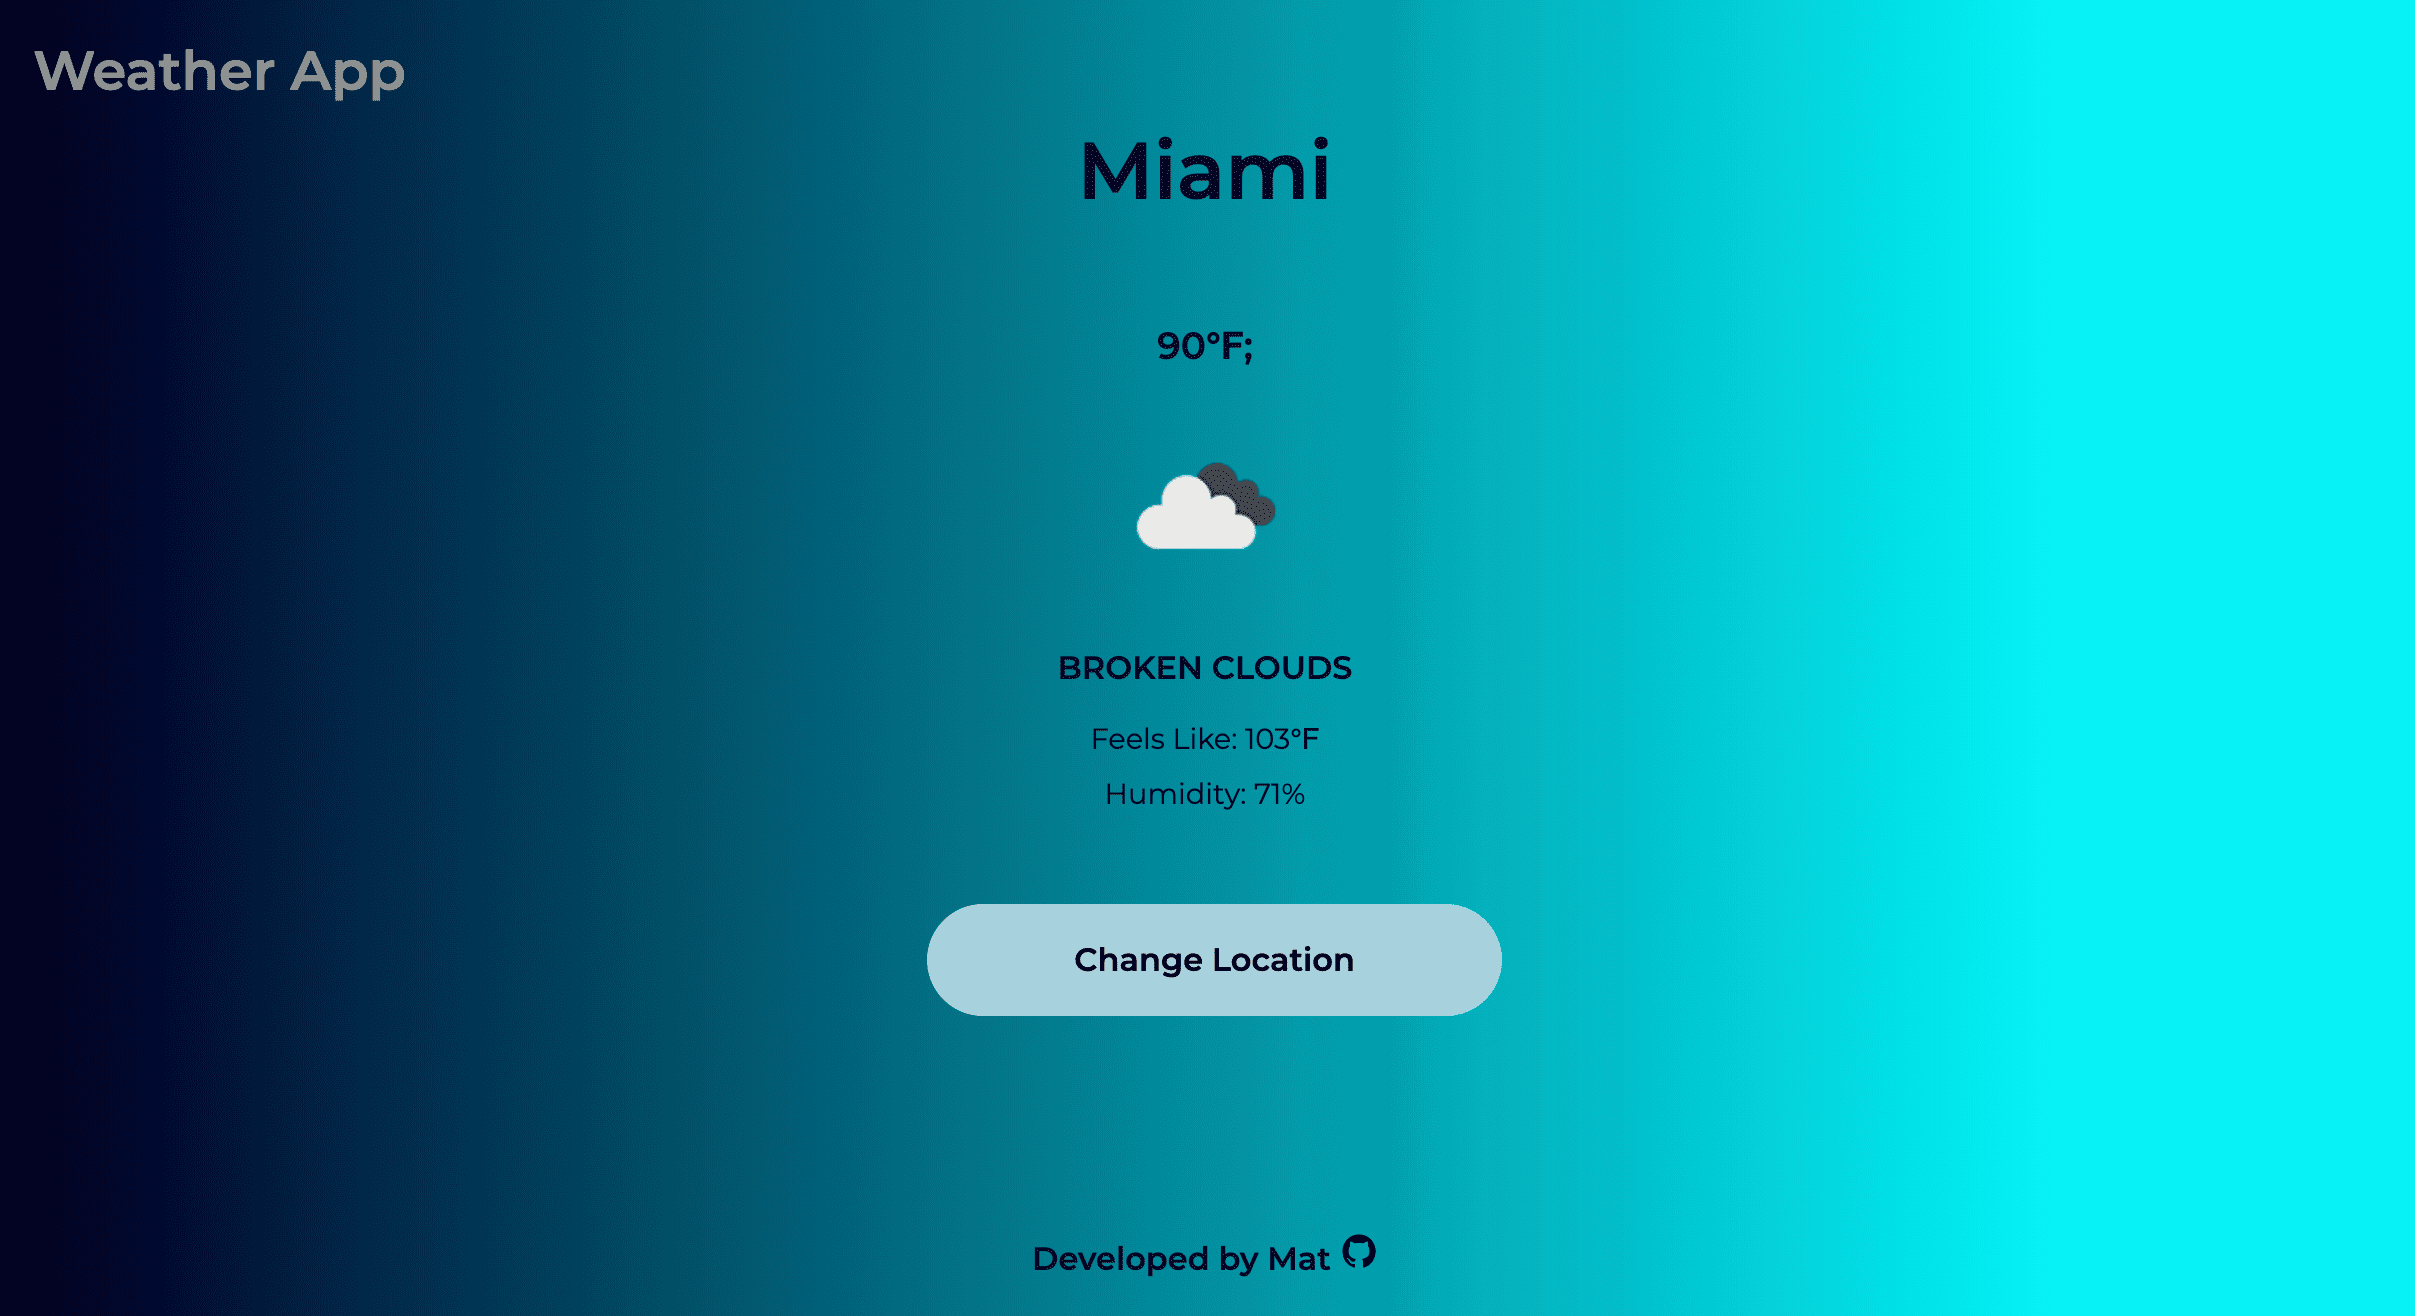 Weather App
Miami
90°F;
BROKEN CLOUDS
Feels Like: 103°F
Humidity: 71%
Change Location
Developed by Mat